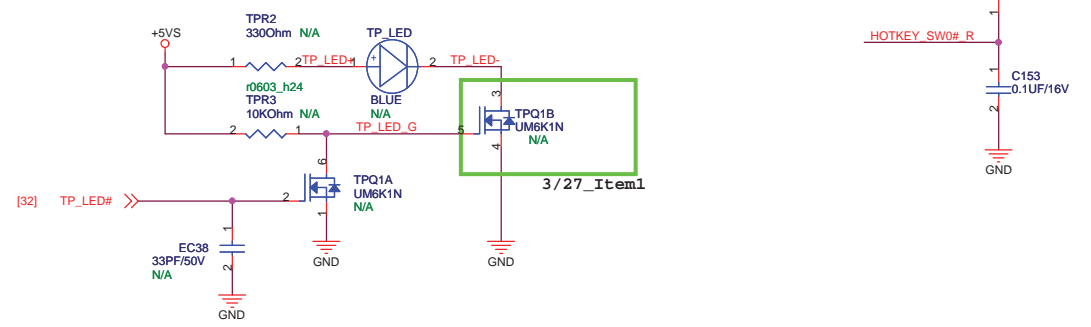 TPR2
330Ohm N/A
+5VS
1
2
TP_LED+
1
TP_LED
+
2
TP_LED-
BLUE
N/A
r0603_h24
TPR3
10KOhm N/A
2
1
TP_LED_G
5
3
TPQ1B
UM6K1N
N/A
4
3/27_Item1
6
TPQ1A
UM6K1N
N/A
2
1
[32] TP_LED#
1
EC38
33PF/50V
N/A
2
GND
GND
GND
1
HOTKEY_SW0#_R
1
C153
0.1UF/16V
2
GND